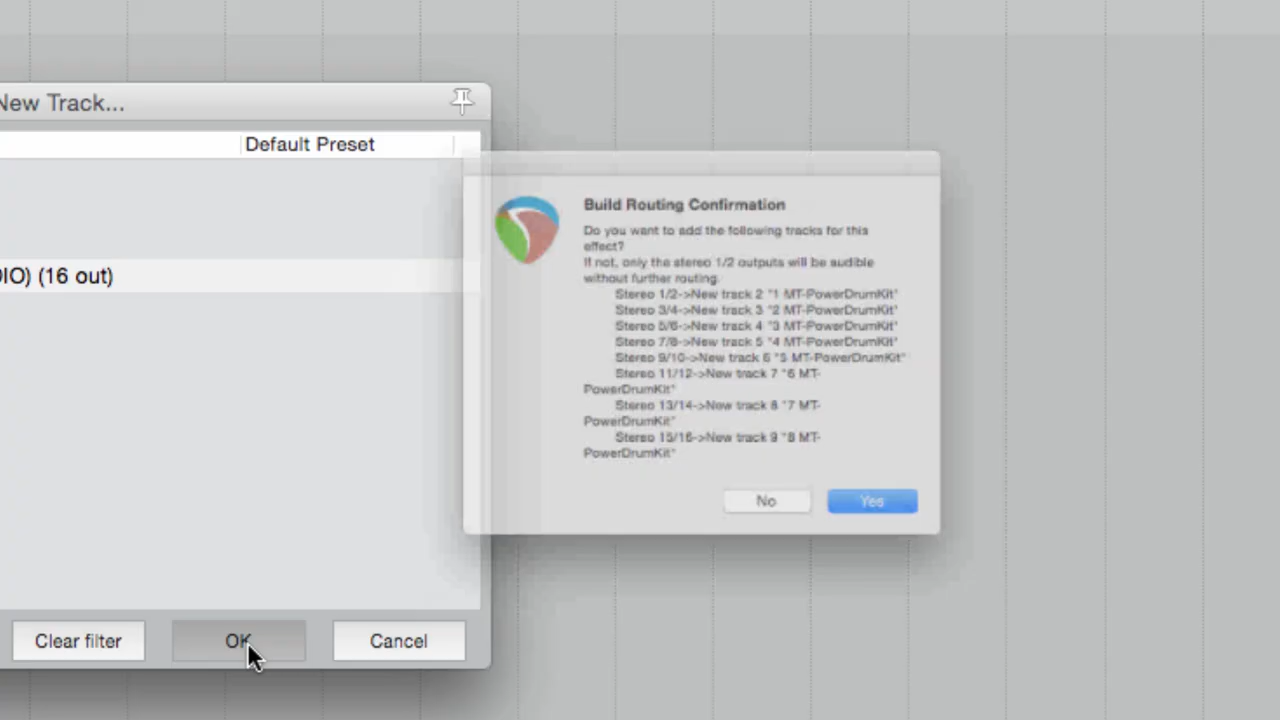 New Track...
Default Preset
DIO) (16 out)
Build Routing Confirmation
Do you want to add the following tracks for this
effect?
If not, only the stereo 1/2 outputs will be audible
without further routing.
Stereo 1/2->New track 2 "1 MT-PowerDrumKit"
Stereo 3/4->New track 3 "2 MT-PowerDrumKit"
Stereo 5/6->New track 4 "3 MT-PowerDrumKit"
Stereo 7/8->New track 5 "4 MT-PowerDrumKit"
Stereo 9/10->New track 6 "5 MT-PowerDrumKit"
Stereo 11/12->New track 7 "6 MT-
PowerDrumKit"
Stereo 13/14->New track 8 "7 MT-
PowerDrumKit"
Stereo 15/16->New track 9 "8 MT-
PowerDrumKit"
No
Yes
Clear filter
OK
Cancel